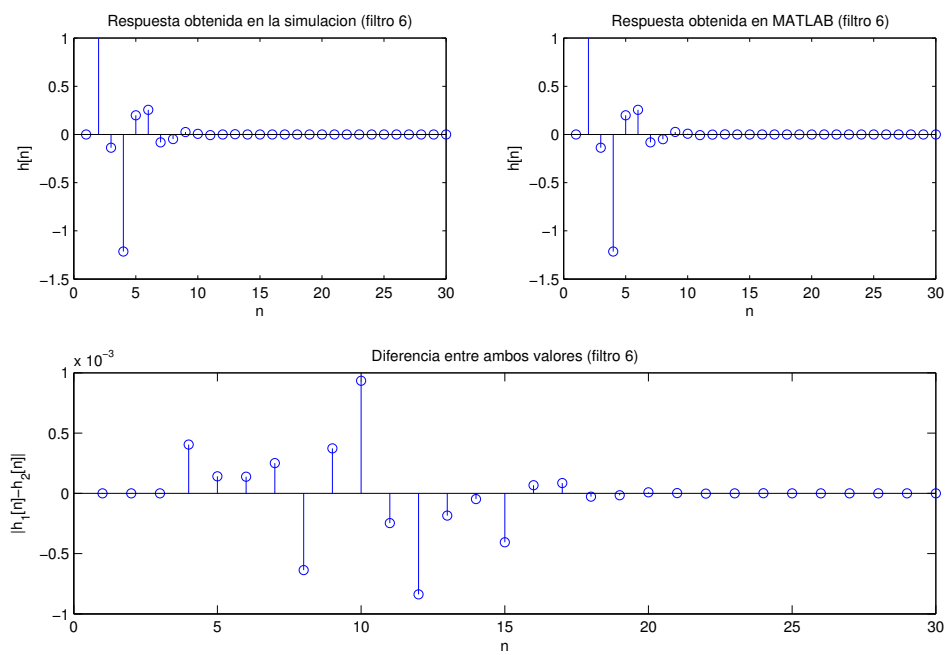 Respuesta obtenida en la simulacion (filtro 6)
1
0.5
0
−0.5
−1
−1.5
0 5 10 15 20 25 30
n
h[n]
Respuesta obtenida en MATLAB (filtro 6)
1
0.5
0
−0.5
−1
−1.5
0 5 10 15 20 25 30
n
h[n]
Diferencia entre ambos valores (filtro 6)
x 10⁻³
1
0.5
0
−0.5
−1
0 5 10 15 20 25 30
n
|h₁[n]−h₂[n]|